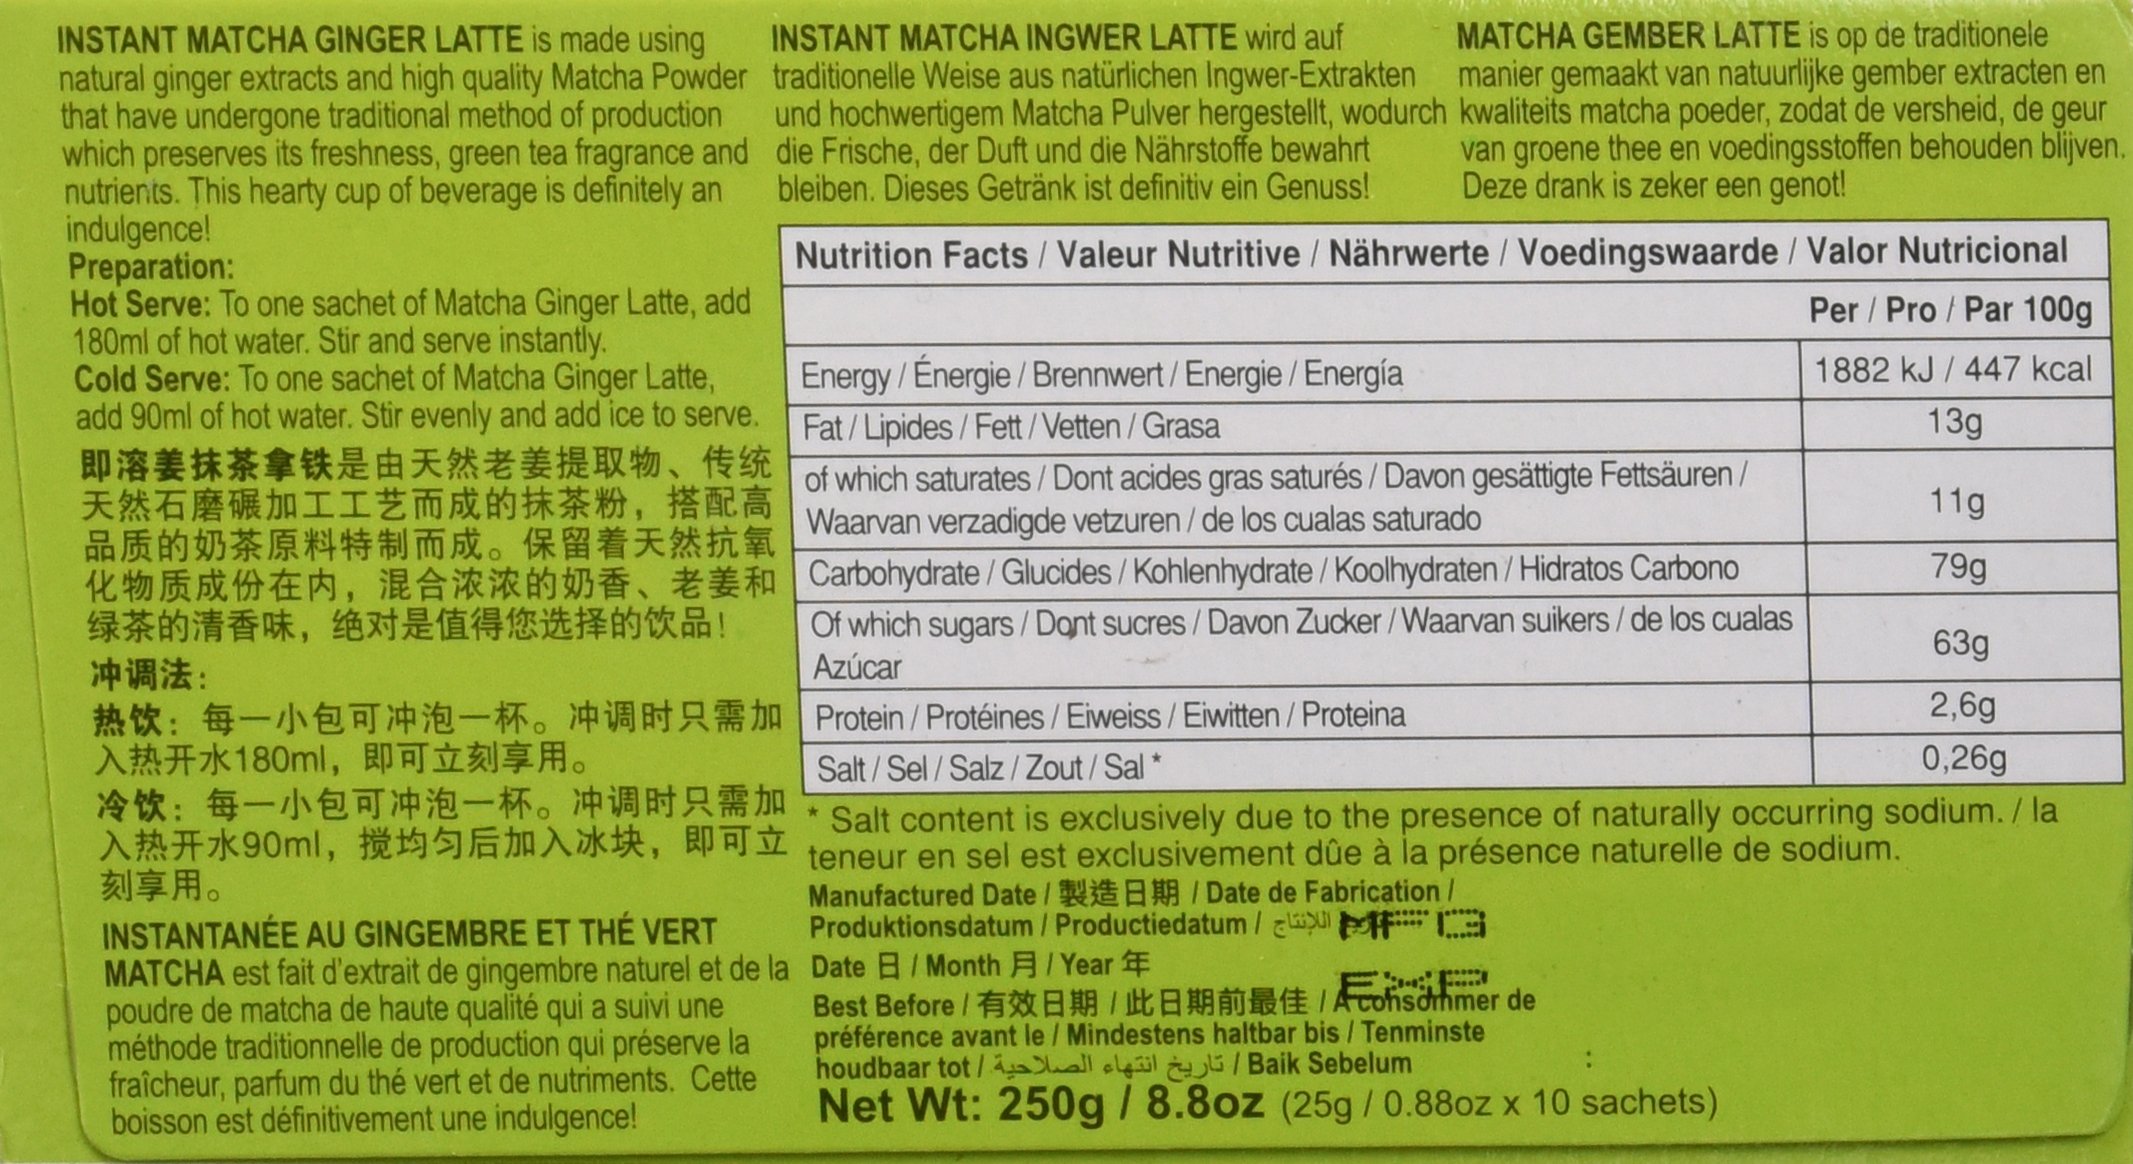 INSTANT MATCHA GINGER LATTE is made using
natural ginger extracts and high quality Matcha Powder
that have undergone traditional method of production
which preserves its freshness, green tea fragrance and
nutrients. This hearty cup of beverage is definitely an
indulgence!
Preparation:
Hot Serve: To one sachet of Matcha Ginger Latte, add
180ml of hot water. Stir and serve instantly.
Cold Serve: To one sachet of Matcha Ginger Latte,
add 90ml of hot water. Stir evenly and add ice to serve.
即溶姜抹茶拿铁是由天然老姜提取物、传统
天然石磨碾加工工艺而成的抹茶粉，搭配高
品质的奶茶原料特制而成。保留着天然抗氧
化物质成份在内，混合浓浓的奶香、老姜和
绿茶的清香味，绝对是值得您选择的饮品！
冲调法：
热饮：每一小包可冲泡一杯。冲调时只需加
入热开水180ml，即可立刻享用。
冷饮：每一小包可冲泡一杯。冲调时只需加
入热开水90ml，搅均匀后加入冰块，即可立
刻享用。
INSTANTANÉE AU GINGEMBRE ET THÉ VERT
MATCHA est fait d'extrait de gingembre naturel et de la
poudre de matcha de haute qualité qui a suivi une
méthode traditionnelle de production qui préserve la
fraîcheur, parfum du thé vert et de nutriments. Cette
boisson est définitivement une indulgence!
INSTANT MATCHA INGWER LATTE wird auf
traditionelle Weise aus natürlichen Ingwer-Extrakten
und hochwertigem Matcha Pulver hergestellt, wodurch
die Frische, der Duft und die Nährstoffe bewahrt
bleiben. Dieses Getränk ist definitiv ein Genuss!
MATCHA GEMBER LATTE is op de traditionele
manier gemaakt van natuurlijke gember extracten en
kwaliteits matcha poeder, zodat de versheid, de geur
van groene thee en voedingsstoffen behouden blijven.
Deze drank is zeker een genot!
Nutrition Facts / Valeur Nutritive / Nährwerte / Voedingswaarde / Valor Nutricional
Per / Pro / Par 100g
Energy / Énergie / Brennwert / Energie / Energía 1882 kJ / 447 kcal
Fat / Lipides / Fett / Vetten / Grasa 13g
of which saturates / Dont acides gras saturés / Davon gesättigte Fettsäuren /
Waarvan verzadigde vetzuren / de los cualas saturado 11g
Carbohydrate / Glucides / Kohlenhydrate / Koolhydraten / Hidratos Carbono 79g
Of which sugars / Dont sucres / Davon Zucker / Waarvan suikers / de los cualas
Azúcar 63g
Protein / Protéines / Eiweiss / Eiwitten / Proteina 2,6g
Salt / Sel / Salz / Zout / Sal * 0,26g
* Salt content is exclusively due to the presence of naturally occurring sodium. / la
teneur en sel est exclusivement dûe à la présence naturelle de sodium.
Manufactured Date / 製造日期 / Date de Fabrication /
Produktionsdatum / Productiedatum / اللإنتاج MFG
Date 日 / Month 月 / Year 年
EXP
Best Before / 有效日期 / 此日期前最佳 / A consommer de
préférence avant le / Mindestens haltbar bis / Tenminste
houdbaar tot / تاريخ انتهاء الصلاحية / Baik Sebelum :
Net Wt: 250g / 8.8oz (25g / 0.88oz x 10 sachets)